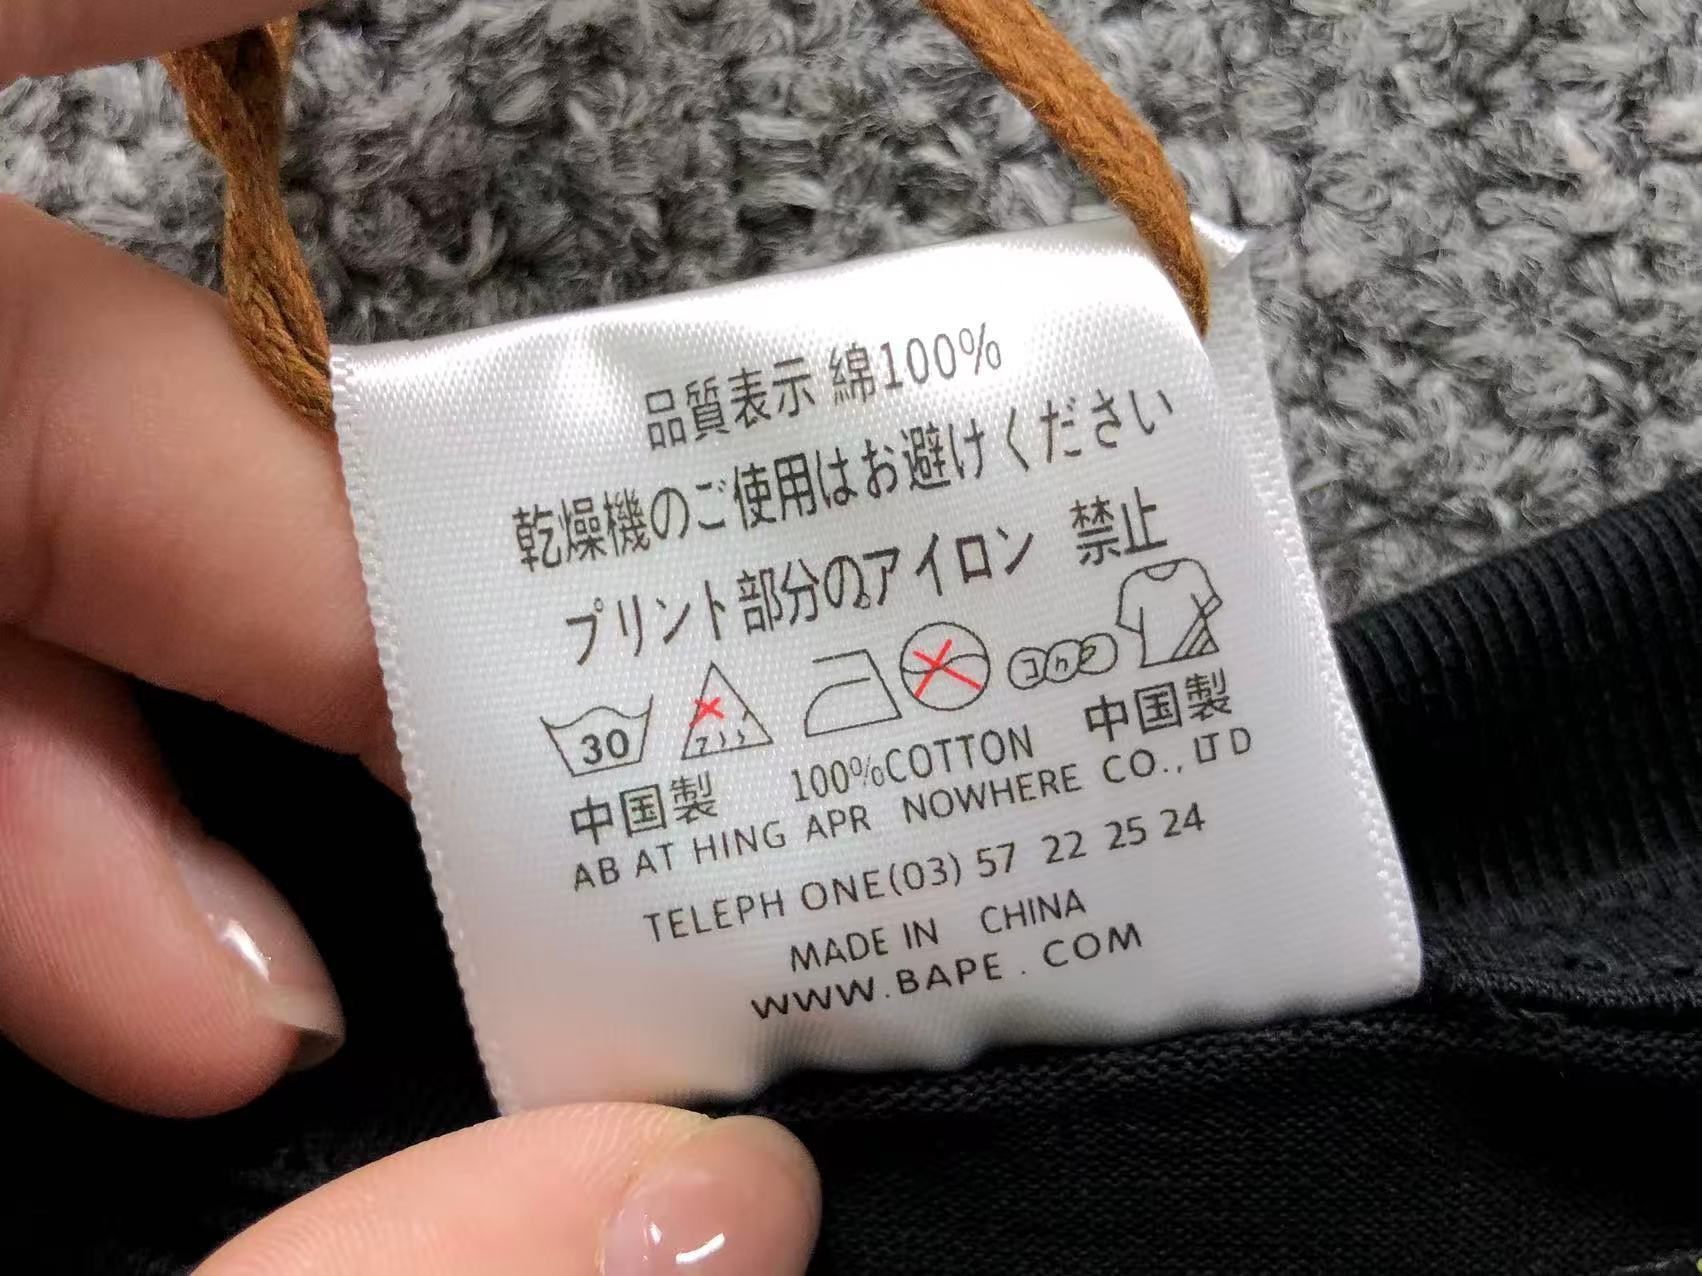 品質表示 綿100%
乾燥機のご使用はお避けください
プリント部分のアイロン 禁止
30
中国製
100%COTTON 中国製
AB AT HING APR NOWHERE CO.,LTD
TELEPH ONE(03) 57 22 25 24
MADE IN CHINA
WWW.BAPE.COM